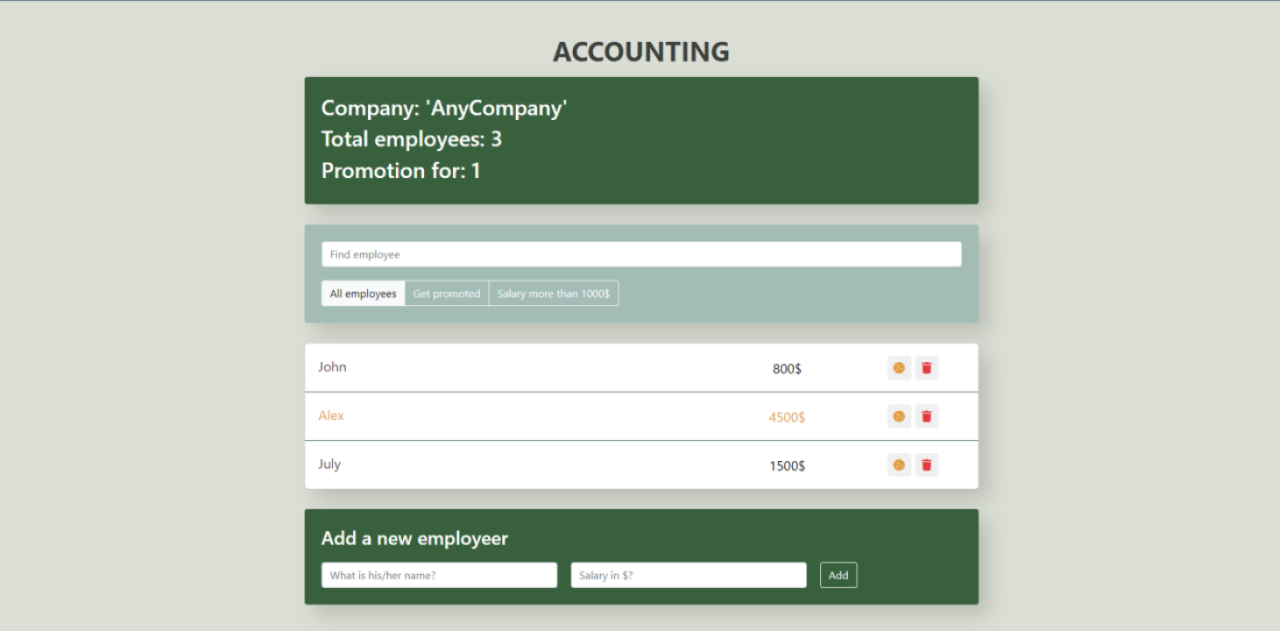 ACCOUNTING
Company: 'AnyCompany'
Total employees: 3
Promotion for: 1
Find employee
All employees Get promoted Salary more than 1000$
John 800$
Alex 4500$
July 1500$
Add a new employeer
What is his/her name? Salary in $? Add